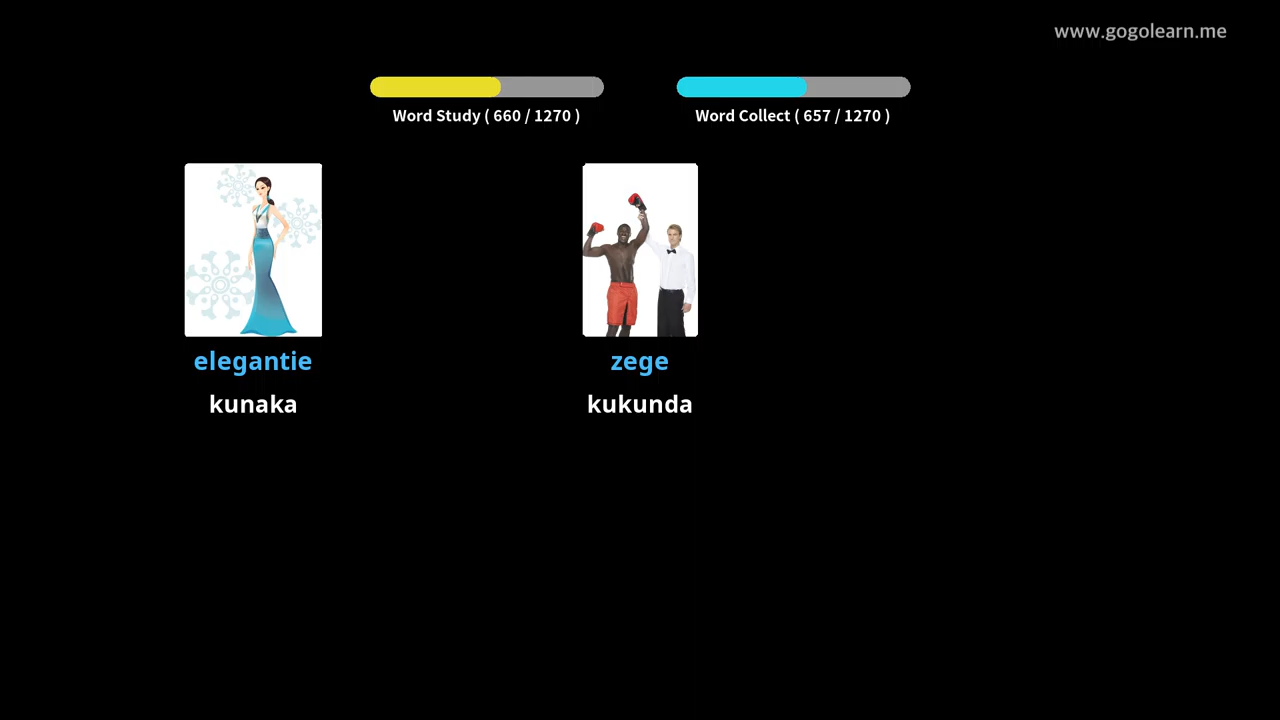 www.gogolearn.me
Word Study ( 660 / 1270 )
Word Collect ( 657 / 1270 )
elegantie
kunaka
zege
kukunda